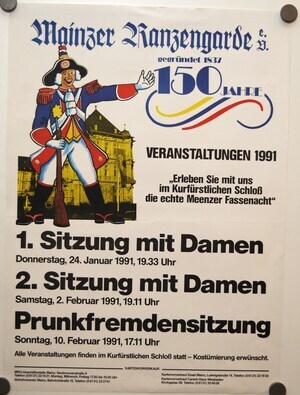 Mainzer Ranzengarde e.V.
gegründet 1837
150 JAHRE
VERANSTALTUNGEN 1991
„Erleben Sie mit uns
im Kurfürstlichen Schloß
die echte Meenzer Fassenacht"
1. Sitzung mit Damen
Donnerstag, 24. Januar 1991, 19.33 Uhr
2. Sitzung mit Damen
Samstag, 2. Februar 1991, 19.11 Uhr
Prunkfremdensitzung
Sonntag, 10. Februar 1991, 17.11 Uhr
Alle Veranstaltungen finden im Kurfürstlichen Schloß statt – Kostümierung erwünscht.